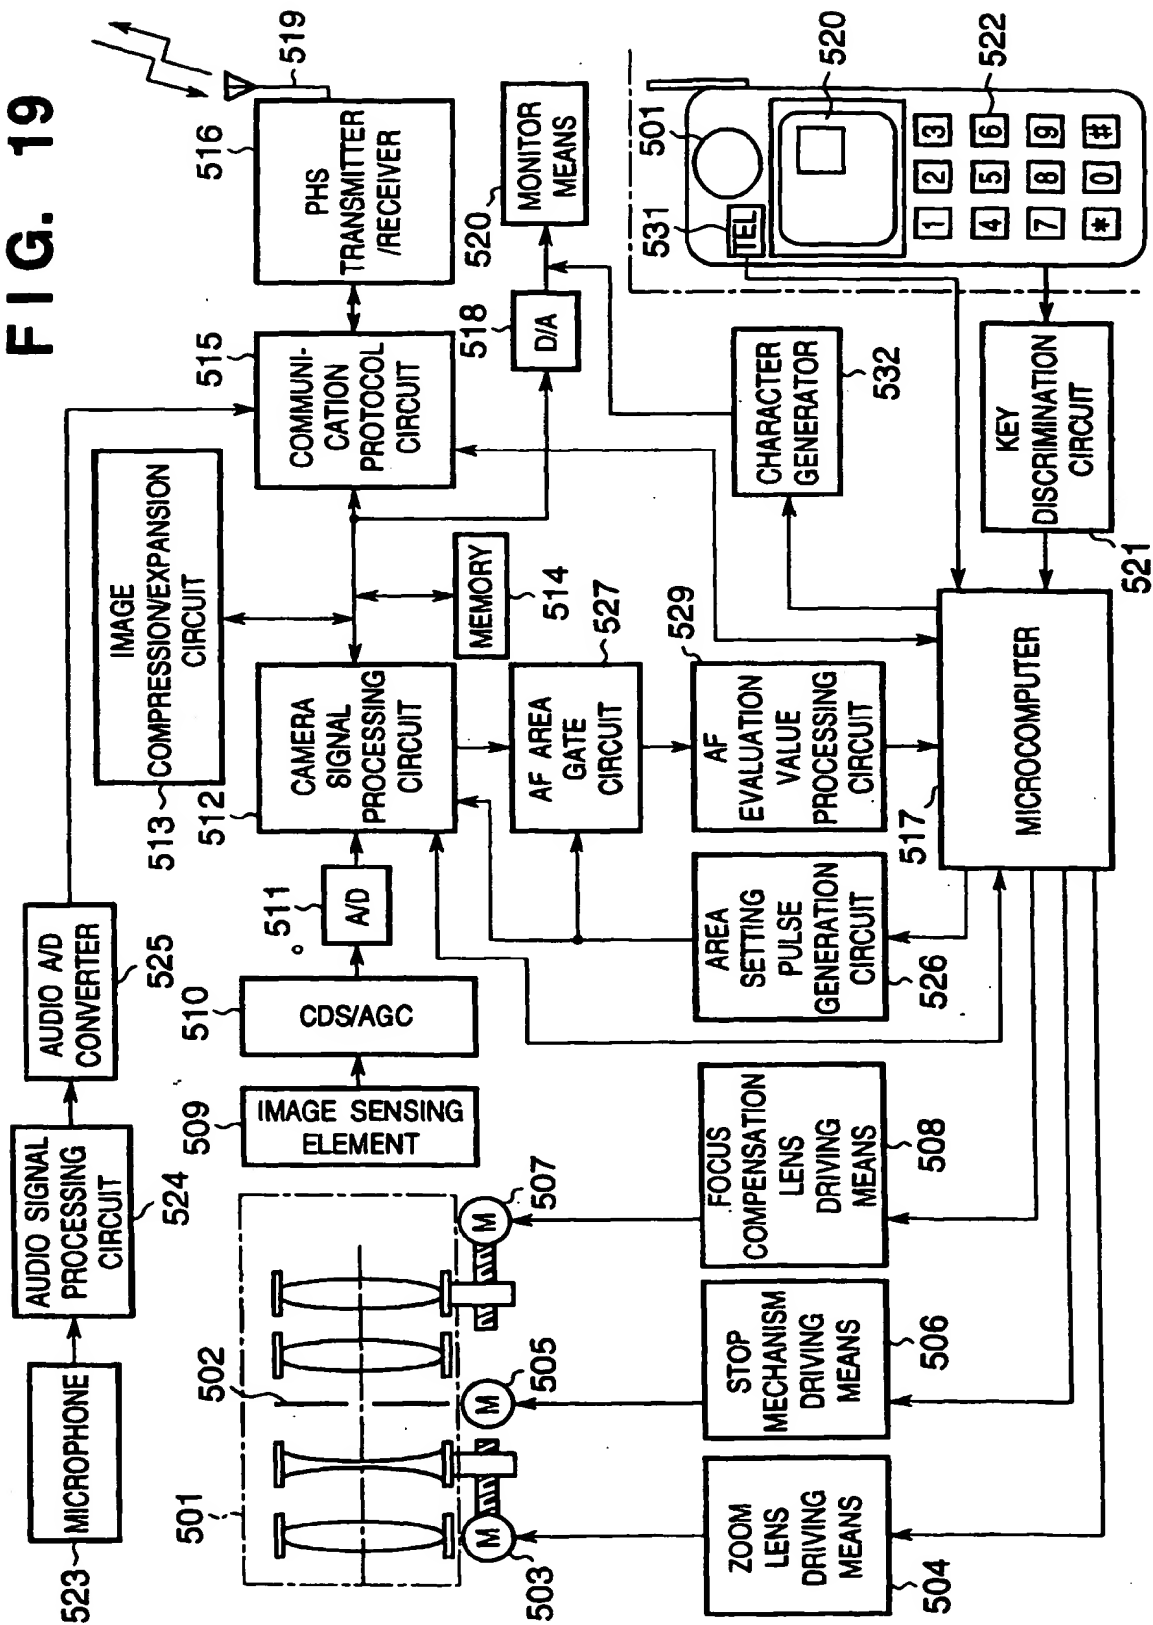 FIG. 19
MICROPHONE
523
AUDIO SIGNAL
PROCESSING
CIRCUIT
524
AUDIO A/D
CONVERTER
525
IMAGE
COMPRESSION/EXPANSION
CIRCUIT
513
501
502
503
M
505
M
507
M
IMAGE SENSING
ELEMENT
509
CDS/AGC
510
A/D
511
CAMERA
SIGNAL
PROCESSING
CIRCUIT
512
MEMORY
514
COMMUNI-
CATION
PROTOCOL
CIRCUIT
515
PHS
TRANSMITTER
/RECEIVER
516
519
D/A
518
MONITOR
MEANS
520
AF AREA
GATE
CIRCUIT
527
ZOOM
LENS
DRIVING
MEANS
504
STOP
MECHANISM
DRIVING
MEANS
506
FOCUS
COMPENSATION
LENS
DRIVING
MEANS
508
AREA
SETTING
PULSE
GENERATION
CIRCUIT
526
AF
EVALUATION
VALUE
PROCESSING
CIRCUIT
529
CHARACTER
GENERATOR
532
MICROCOMPUTER
517
KEY
DISCRIMINATION
CIRCUIT
521
531
501
TEL
520
522
1 2 3
4 5 6
7 8 9
* 0 #